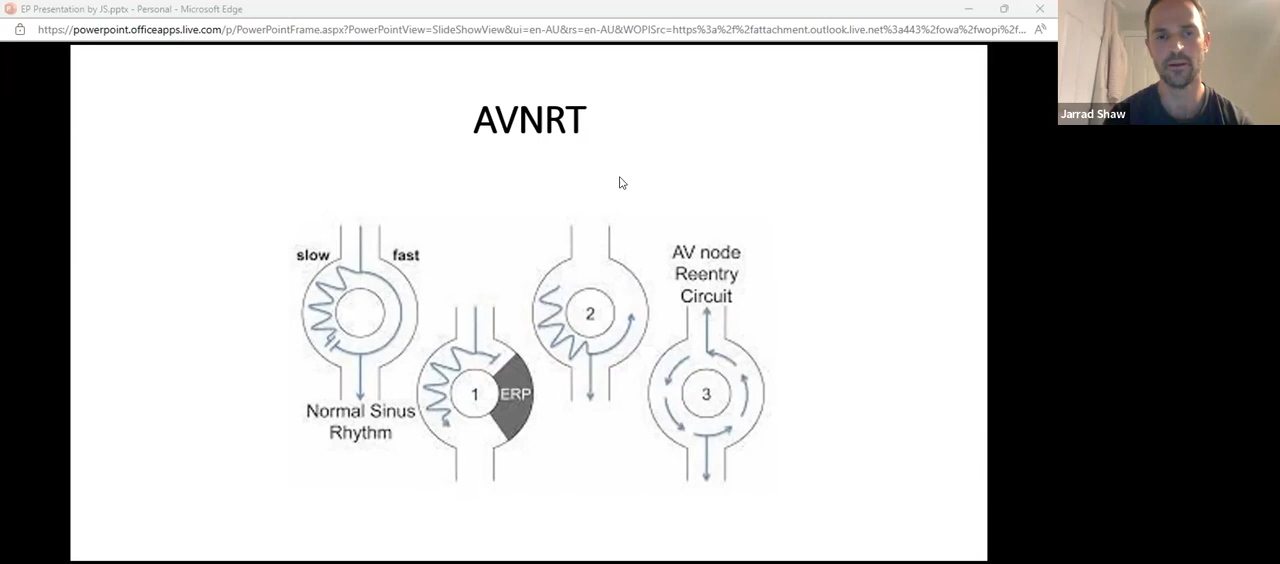 EP Presentation by JS.pptx - Personal - Microsoft Edge
https://powerpoint.officeapps.live.com/p/PowerPointFrame.aspx?PowerPointView=SlideShowView&ui=en-AU&rs=en-AU&WOPISrc=https%3a%2f%2fattachment.outlook.live.net%3a443%2fowa%2fwopi%2f...
Jarrad Shaw
AVNRT
slow
fast
Normal Sinus
Rhythm
1
ERP
2
AV node
Reentry
Circuit
3